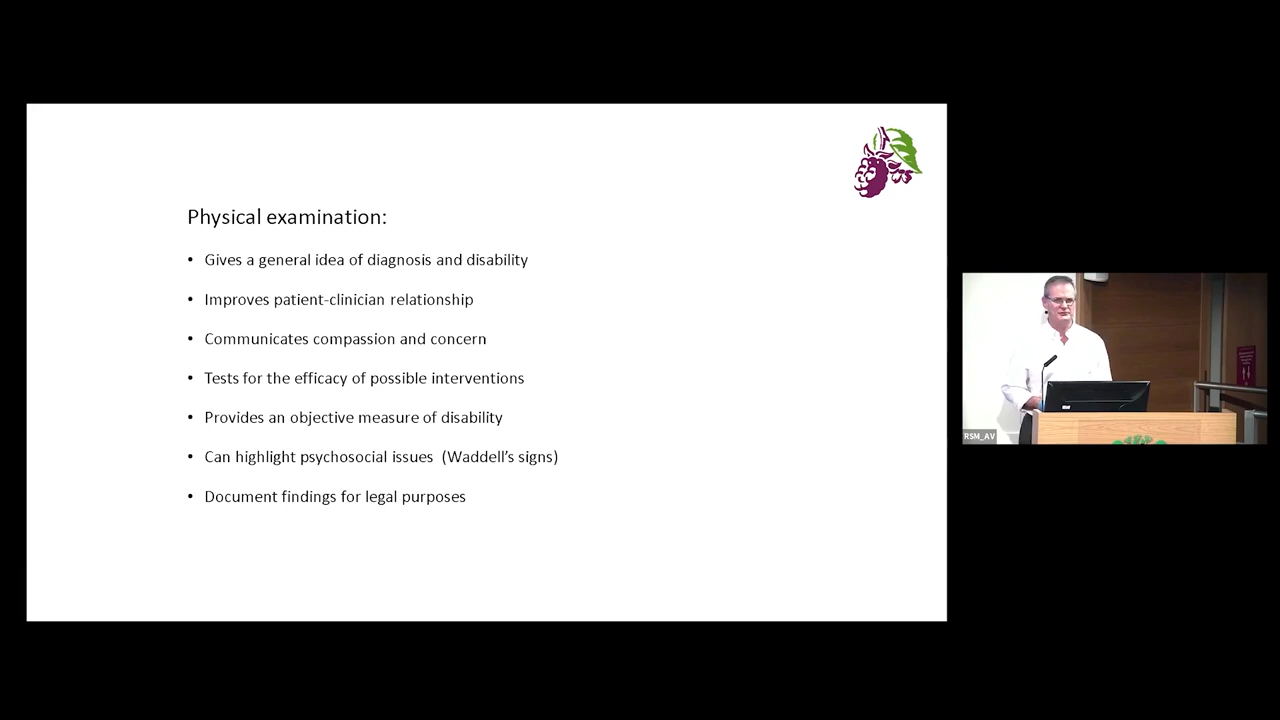 Physical examination:
• Gives a general idea of diagnosis and disability
• Improves patient-clinician relationship
• Communicates compassion and concern
• Tests for the efficacy of possible interventions
• Provides an objective measure of disability
• Can highlight psychosocial issues (Waddell’s signs)
• Document findings for legal purposes
RSM_AV